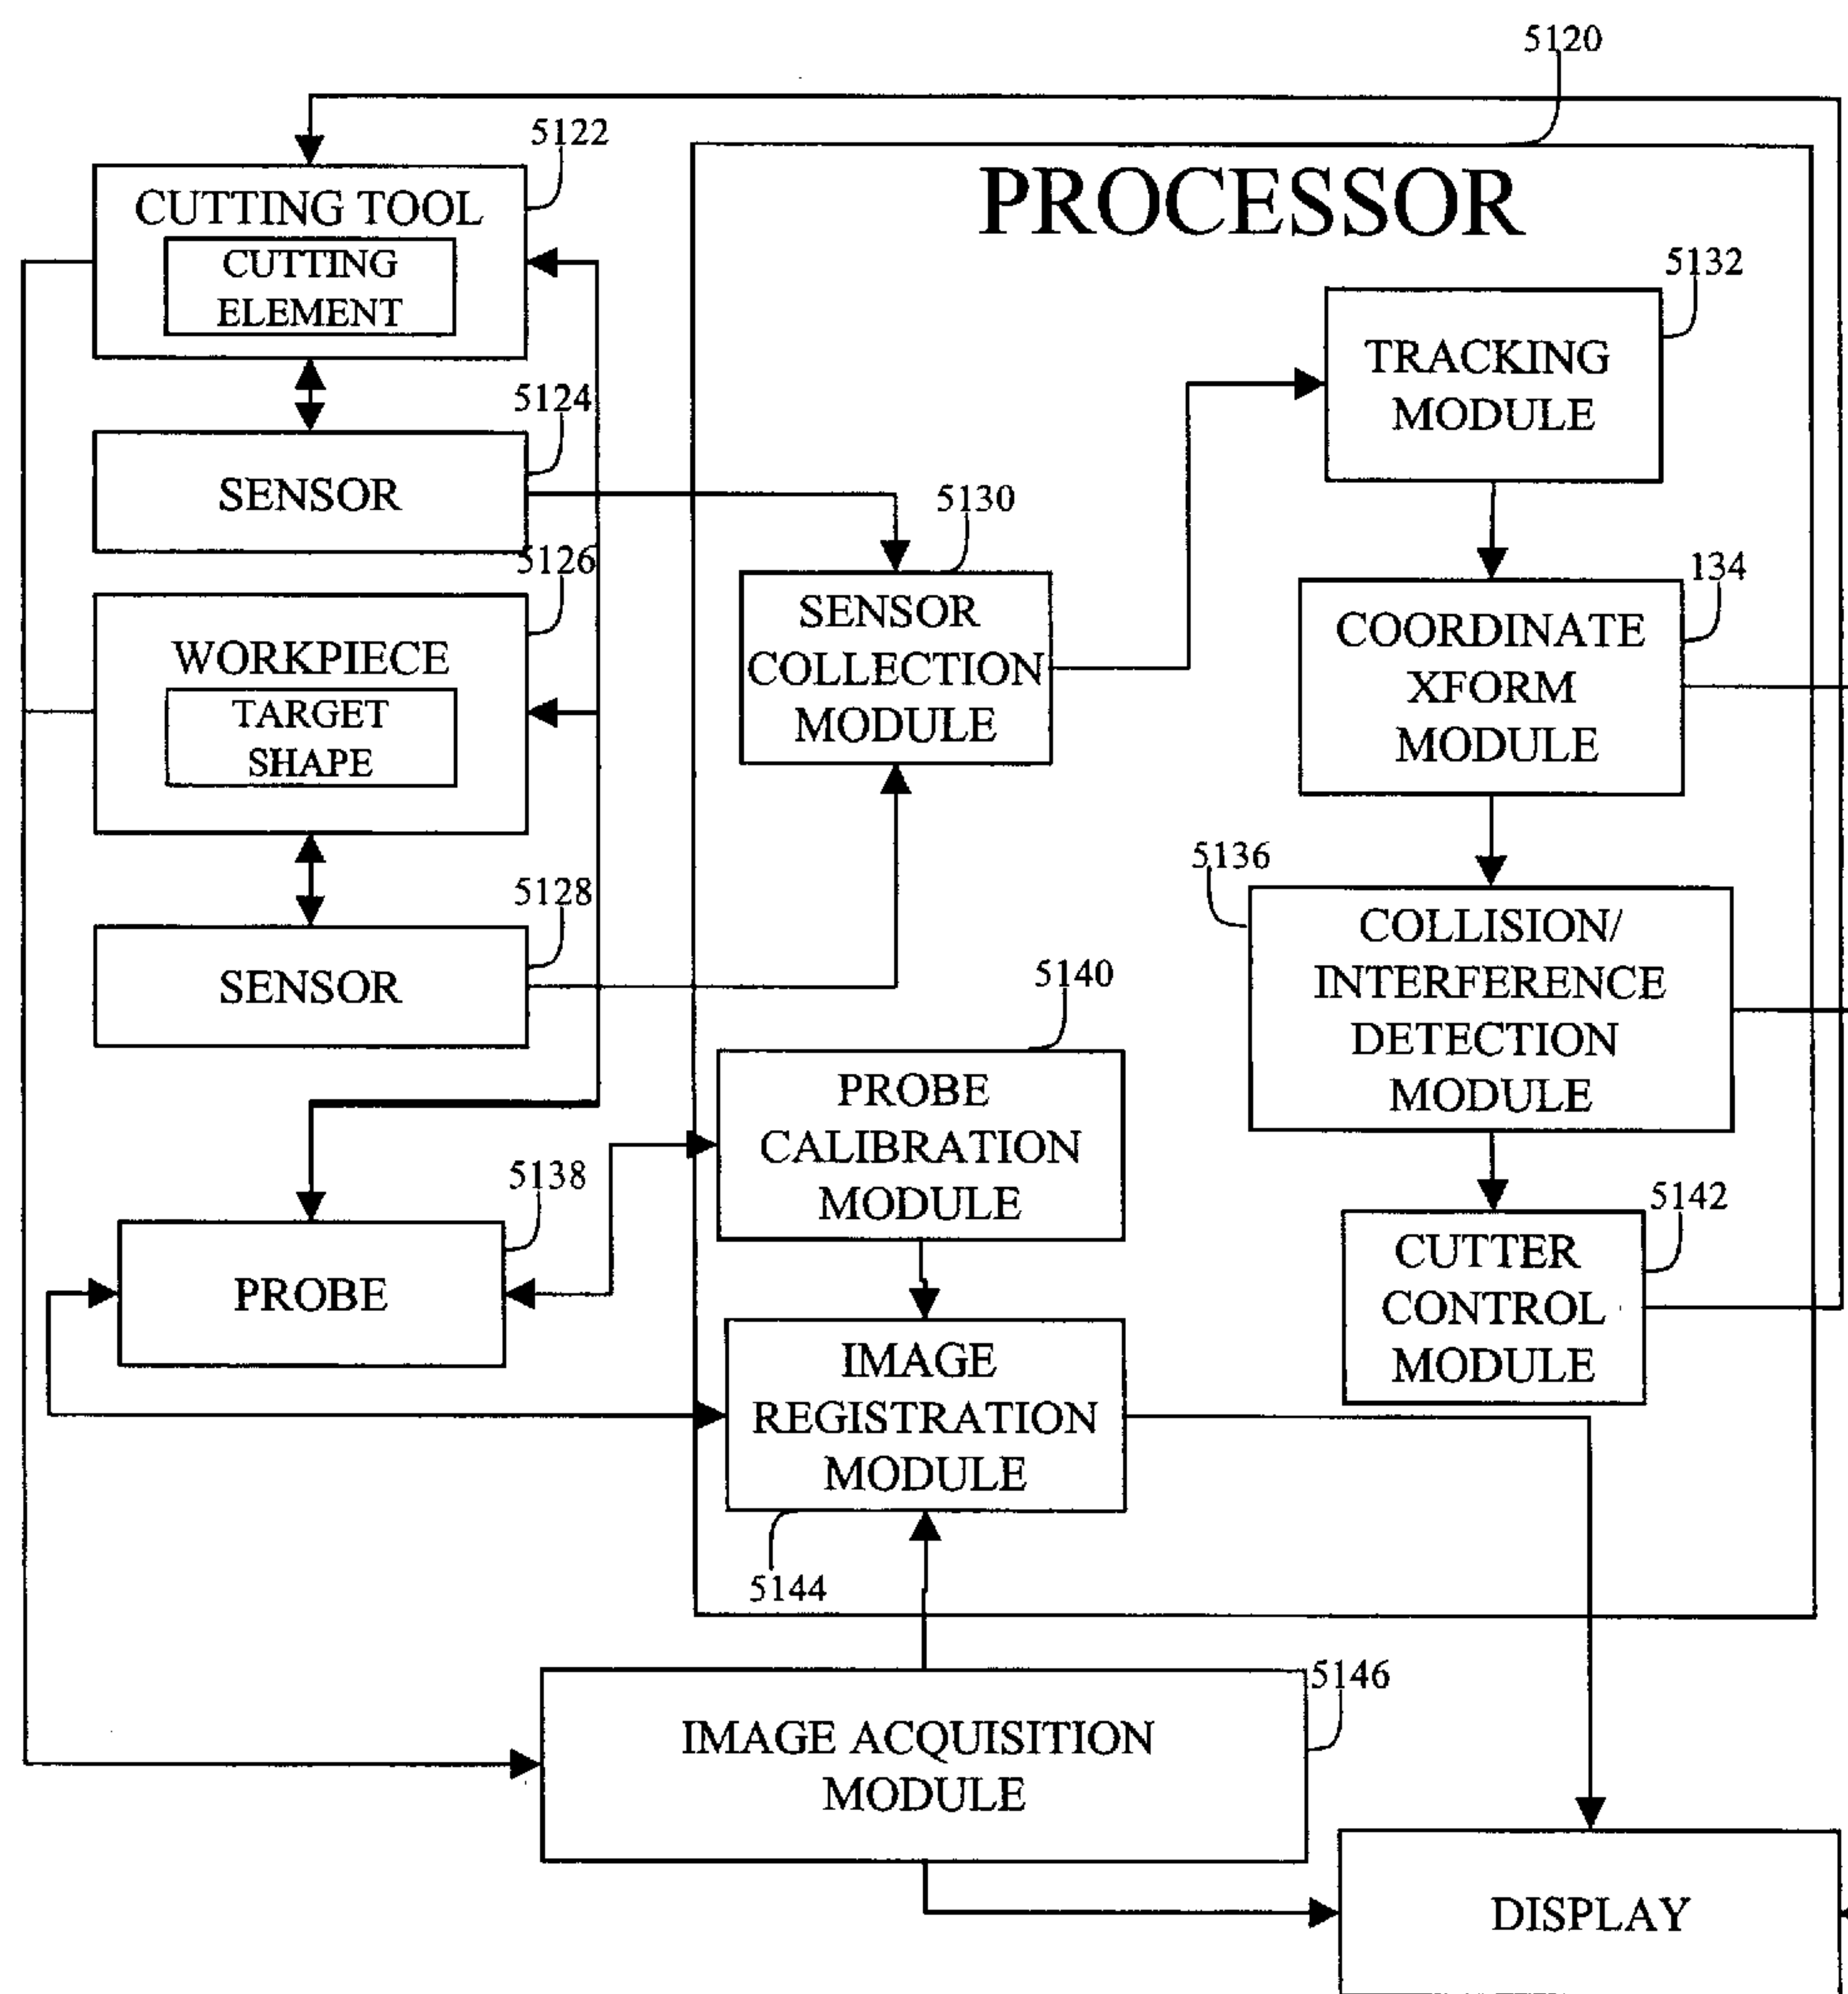 5120
5122
CUTTING TOOL
CUTTING
ELEMENT
PROCESSOR
5132
TRACKING
MODULE
5124
SENSOR
5130
SENSOR
COLLECTION
MODULE
134
COORDINATE
XFORM
MODULE
5126
WORKPIECE
TARGET
SHAPE
5128
SENSOR
5136
COLLISION/
INTERFERENCE
DETECTION
MODULE
5140
PROBE
CALIBRATION
MODULE
5138
PROBE
5142
CUTTER
CONTROL
MODULE
IMAGE
REGISTRATION
MODULE
5144
5146
IMAGE ACQUISITION
MODULE
DISPLAY